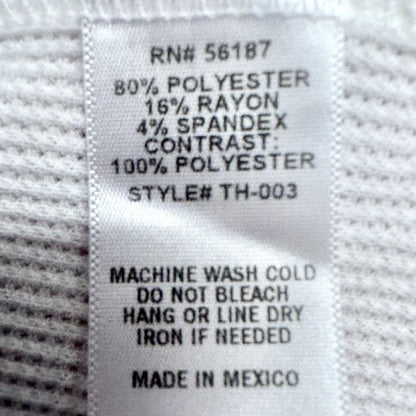 RN# 56187
80% POLYESTER
16% RAYON
4% SPANDEX
CONTRAST:
100% POLYESTER
STYLE# TH-003
MACHINE WASH COLD
DO NOT BLEACH
HANG OR LINE DRY
IRON IF NEEDED
MADE IN MEXICO